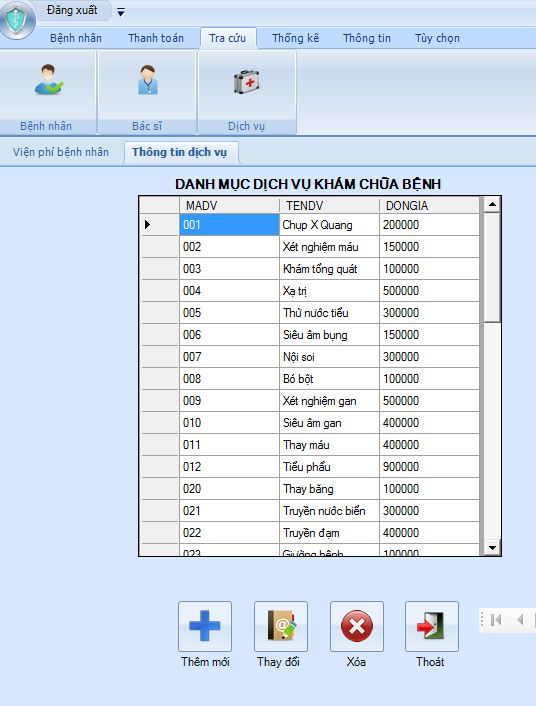 Đăng xuất
Bệnh nhân Thanh toán Tra cứu Thống kê Thông tin Tùy chọn
Bệnh nhân Bác sĩ Dịch vụ
Viện phí bệnh nhân Thông tin dịch vụ
DANH MỤC DỊCH VỤ KHÁM CHỮA BỆNH
MADV TENDV DONGIA
001 Chụp X Quang 200000
002 Xét nghiệm máu 150000
003 Khám tổng quát 100000
004 Xạ trị 500000
005 Thử nước tiểu 300000
006 Siêu âm bụng 150000
007 Nội soi 300000
008 Bó bột 100000
009 Xét nghiệm gan 500000
010 Siêu âm gan 400000
011 Thay máu 400000
012 Tiểu phẩu 900000
020 Thay băng 100000
021 Truyền nước biển 300000
022 Truyền đạm 400000
023 Giường bệnh 100000
Thêm mới Thay đổi Xóa Thoát